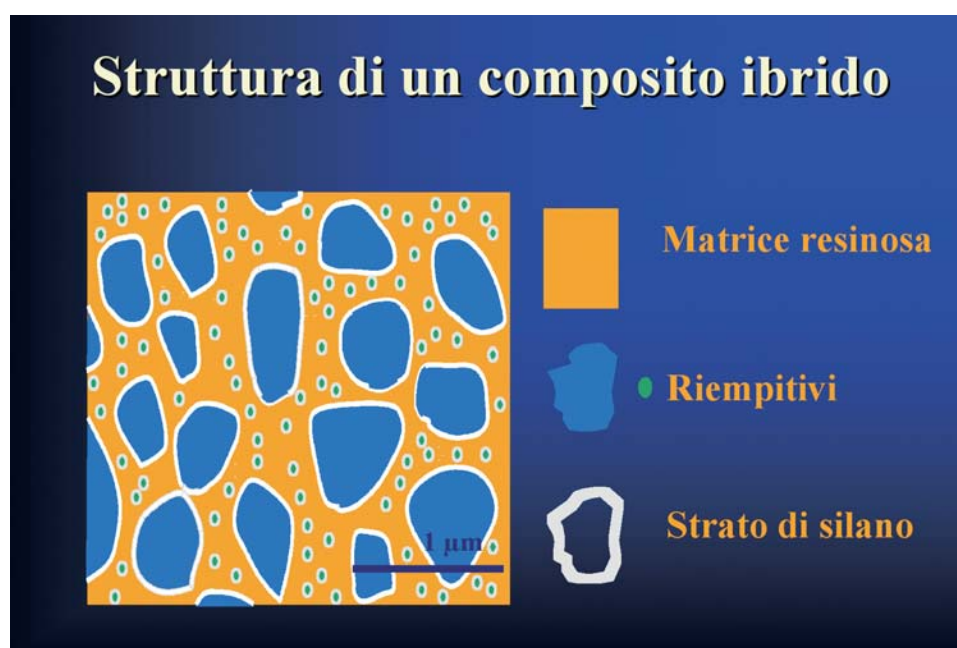 Struttura di un composito ibrido
Matrice resinosa
Riempitivi
Strato di silano
1 µm